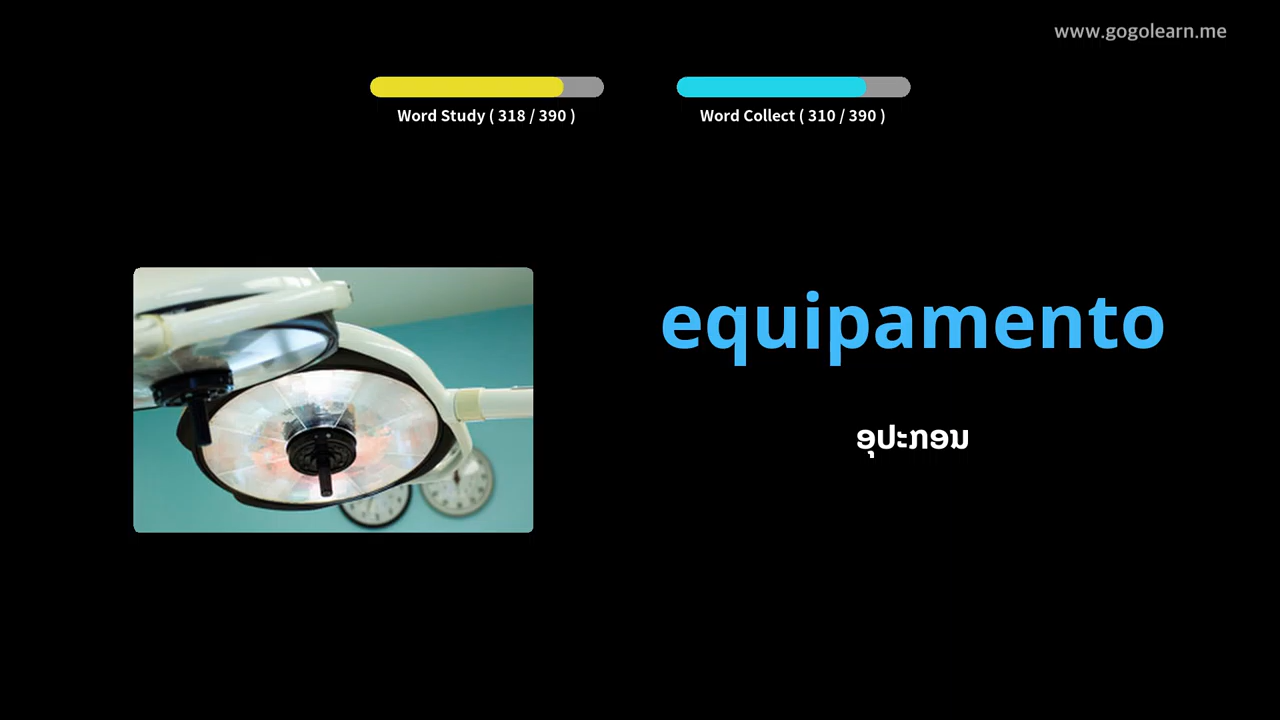 www.gogolearn.me
Word Study ( 318 / 390 )
Word Collect ( 310 / 390 )
equipamento
ອຸປະກອນ